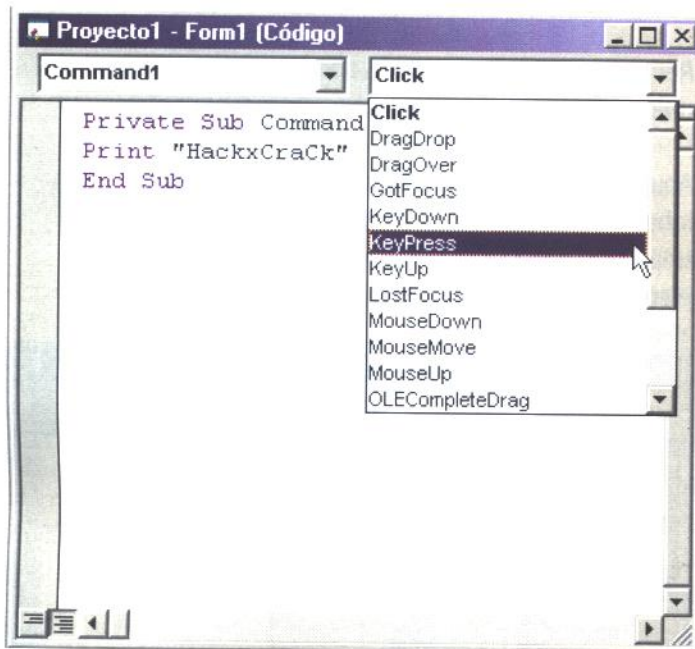 Proyecto1 - Form1 (Código)
Command1
Click
Private Sub Command
Print "HackxCraCk"
End Sub
Click
DragDrop
DragOver
GotFocus
KeyDown
KeyPress
KeyUp
LostFocus
MouseDown
MouseMove
MouseUp
OLECompleteDrag